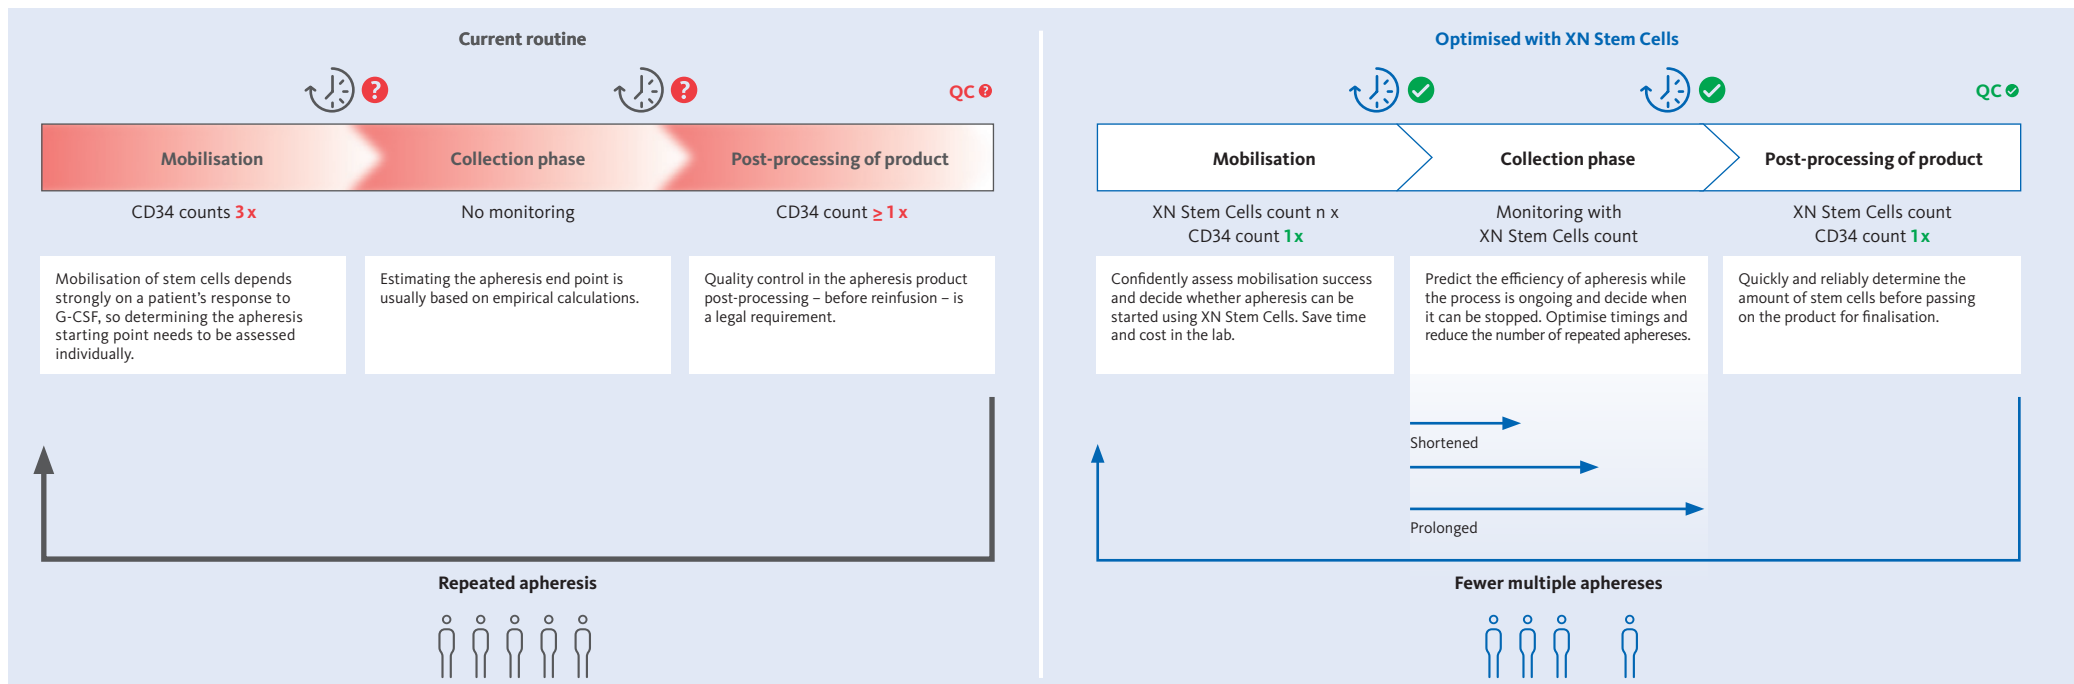 Current routine
QC ?
Mobilisation
Collection phase
Post-processing of product
CD34 counts 3 x
No monitoring
CD34 count ≥ 1 x
Mobilisation of stem cells depends
strongly on a patient’s response to
G-CSF, so determining the apheresis
starting point needs to be assessed
individually.
Estimating the apheresis end point is
usually based on empirical calculations.
Quality control in the apheresis product
post-processing – before reinfusion – is
a legal requirement.
Repeated apheresis
Optimised with XN Stem Cells
QC
Mobilisation
Collection phase
Post-processing of product
XN Stem Cells count n x
CD34 count 1 x
Monitoring with
XN Stem Cells count
XN Stem Cells count
CD34 count 1 x
Confidently assess mobilisation success
and decide whether apheresis can be
started using XN Stem Cells. Save time
and cost in the lab.
Predict the efficiency of apheresis while
the process is ongoing and decide when
it can be stopped. Optimise timings and
reduce the number of repeated aphereses.
Quickly and reliably determine the
amount of stem cells before passing
on the product for finalisation.
Shortened
Prolonged
Fewer multiple aphereses